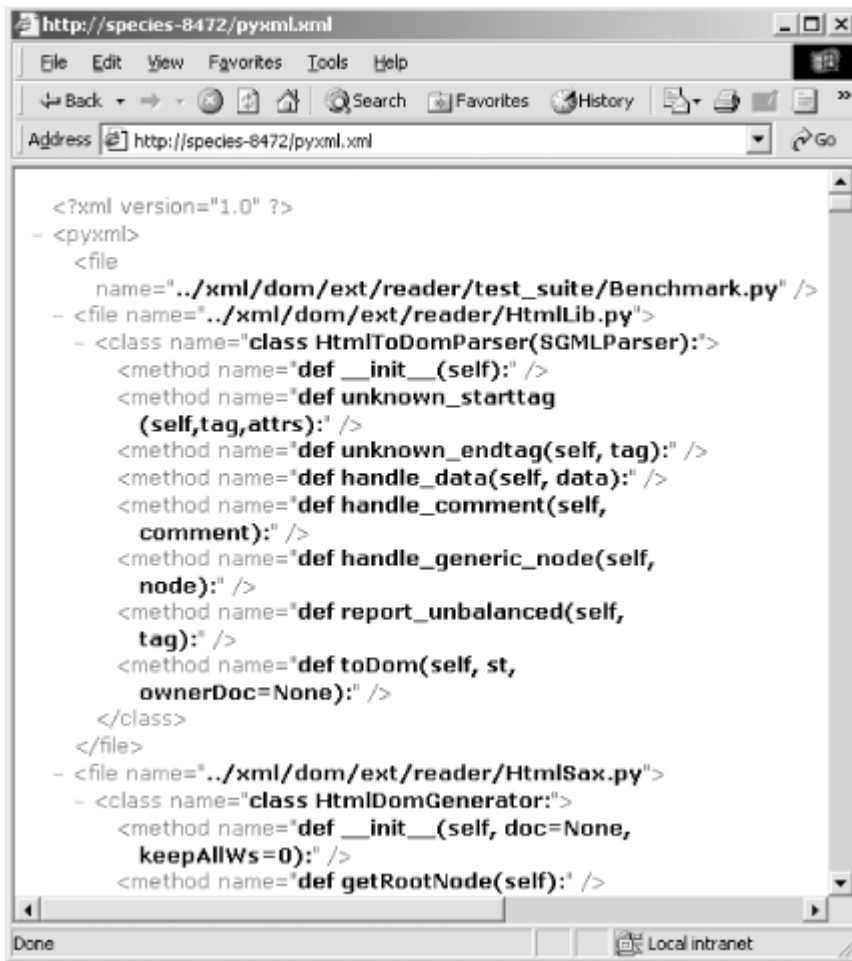 http://species-8472/pyxml.xml
File Edit View Favorites Tools Help
Back Search Favorites History »
Address http://species-8472/pyxml.xml Go
<?xml version="1.0" ?>
- <pyxml>
<file
name="../xml/dom/ext/reader/test_suite/Benchmark.py" />
- <file name="../xml/dom/ext/reader/HtmlLib.py">
- <class name="class HtmlToDomParser(SGMLParser):">
<method name="def __init__(self):" />
<method name="def unknown_starttag
(self,tag,attrs):" />
<method name="def unknown_endtag(self, tag):" />
<method name="def handle_data(self, data):" />
<method name="def handle_comment(self,
comment):" />
<method name="def handle_generic_node(self,
node):" />
<method name="def report_unbalanced(self,
tag):" />
<method name="def toDom(self, st,
ownerDoc=None):" />
</class>
</file>
- <file name="../xml/dom/ext/reader/HtmlSax.py">
- <class name="class HtmlDomGenerator:">
<method name="def __init__(self, doc=None,
keepAllWs=0):" />
<method name="def getRootNode(self):" />
Done Local intranet